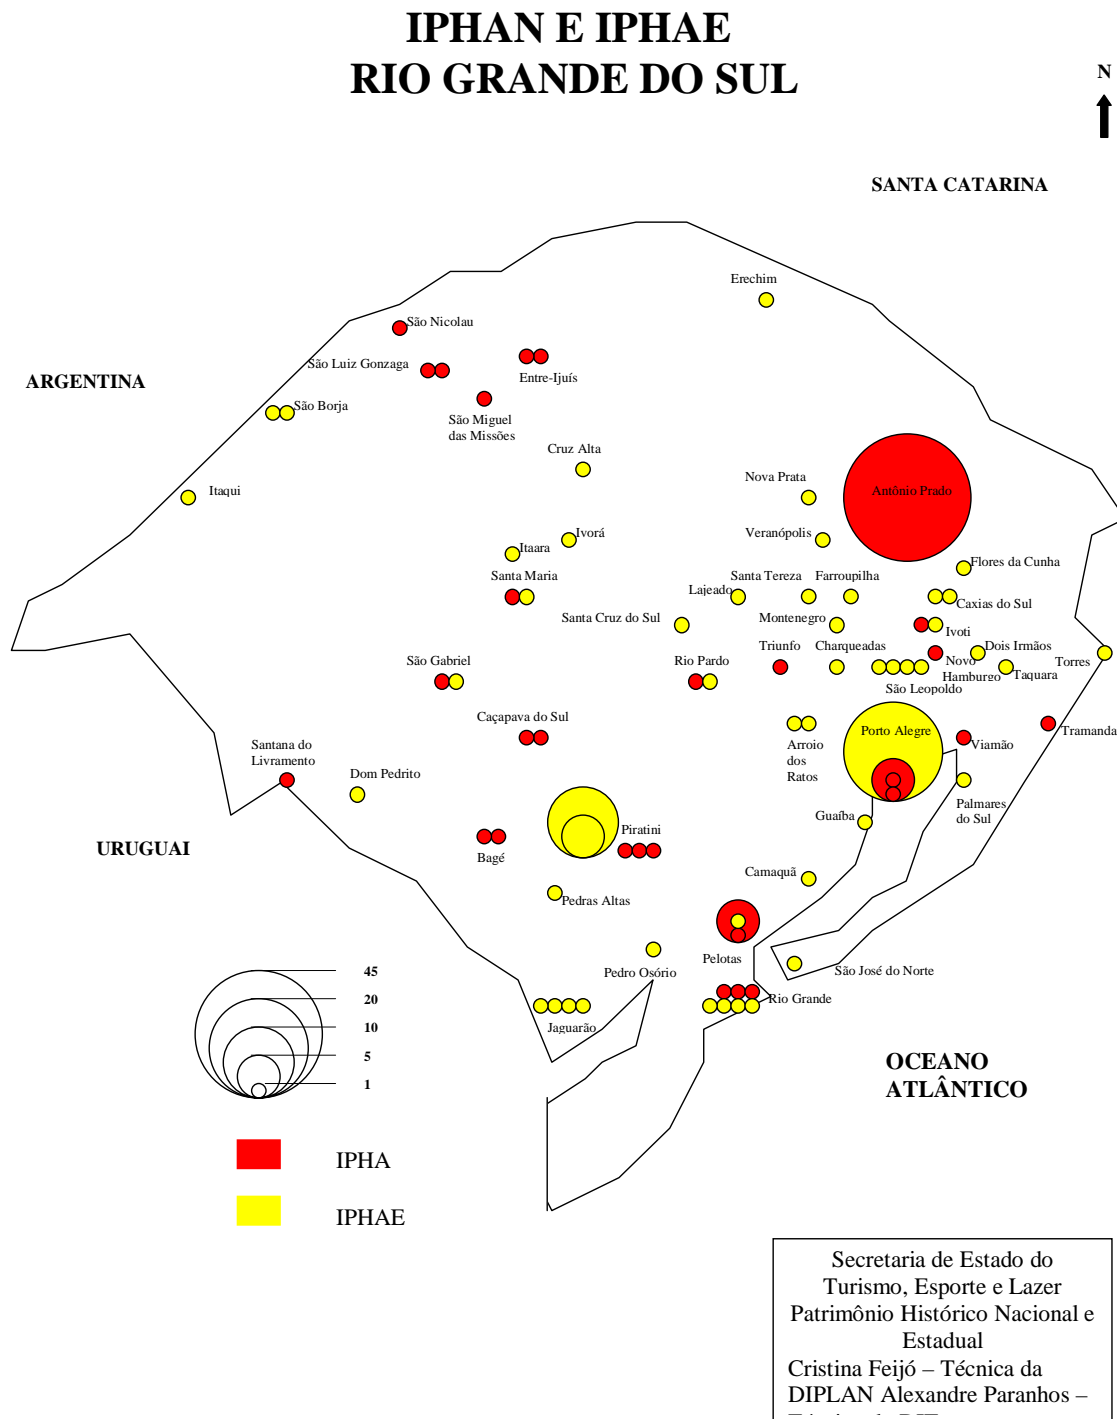 IPHAN E IPHAE
RIO GRANDE DO SUL
N
SANTA CATARINA
Erechim
São Nicolau
São Luiz Gonzaga
Entre-Ijuís
ARGENTINA
São Borja
São Miguel
das Missões
Cruz Alta
Itaqui
Nova Prata
Antônio Prado
Ivorá
Veranópolis
Itaara
Flores da Cunha
Santa Maria
Lajeado
Santa Tereza
Farroupilha
Caxias do Sul
Santa Cruz do Sul
Montenegro
Ivoti
São Gabriel
Rio Pardo
Triunfo
Charqueadas
Novo
Hamburgo
Dois Irmãos
Taquara
Torres
São Leopoldo
Caçapava do Sul
Porto Alegre
Tramanda
Santana do
Livramento
Arroio
dos
Ratos
Viamão
Dom Pedrito
Palmares
do Sul
Guaíba
Piratini
URUGUAI
Bagé
Camaquã
Pedras Altas
Pelotas
Pedro Osório
São José do Norte
Rio Grande
Jaguarão
45
20
10
5
1
OCEANO
ATLÂNTICO
IPHA
IPHAE
Secretaria de Estado do
Turismo, Esporte e Lazer
Patrimônio Histórico Nacional e
Estadual
Cristina Feijó – Técnica da
DIPLAN Alexandre Paranhos –